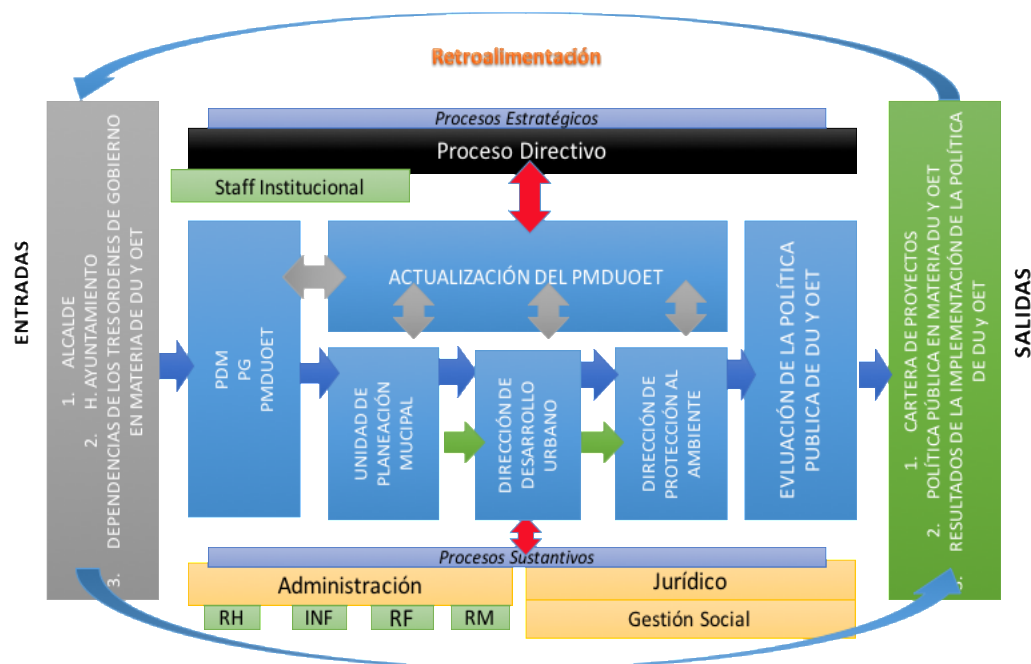 Retroalimentación
ENTRADAS
1. ALCALDE
2. H. AYUNTAMIENTO
3. DEPENDENCIAS DE LOS TRES ORDENES DE GOBIERNO
EN MATERIA DE DU Y OET
Procesos Estratégicos
Proceso Directivo
Staff Institucional
PDM
PG
PMDUOET
ACTUALIZACIÓN DEL PMDUOET
UNIDAD DE
PLANEACIÓN
MUCIPAL
DIRECCIÓN DE
DESARROLLO
URBANO
DIRECCIÓN DE
PROTECCIÓN AL
AMBIENTE
EVLUACIÓN DE LA POLÍTICA
PUBLICA DE DU Y OET
Procesos Sustantivos
Administración
RH
INF
RF
RM
Jurídico
Gestión Social
1. CARTERA DE PROYECTOS
2. POLÍTICA PÚBLICA EN MATERIA DU Y OET
3. RESULTADOS DE LA IMPLEMENTACIÓN DE LA POLÍTICA
DE DU y OET
SALIDAS